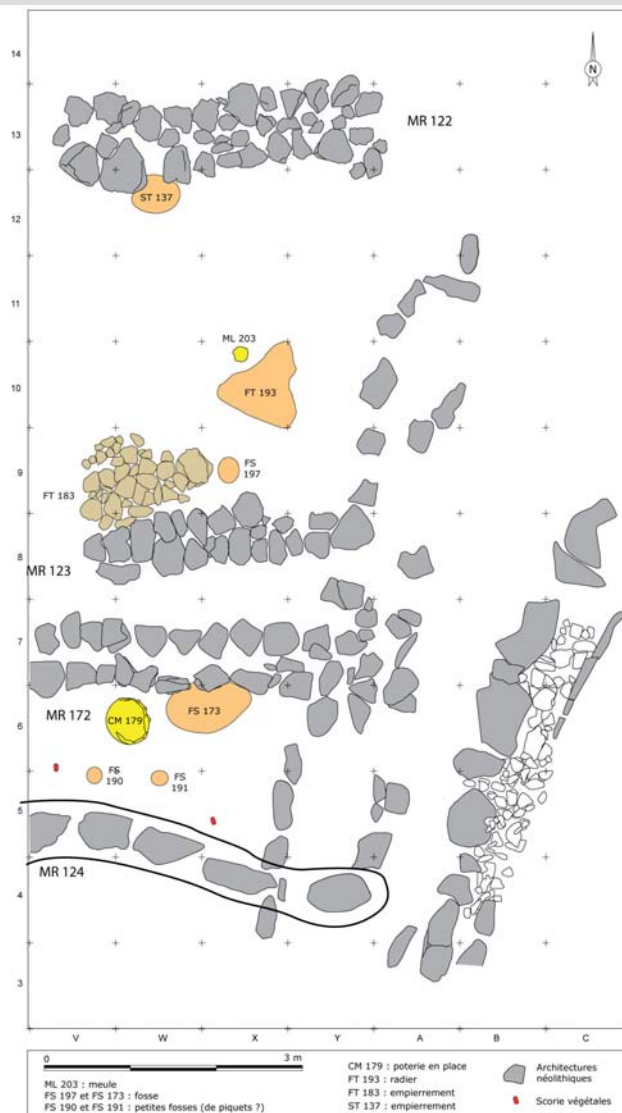 14
N
13
MR 122
12
ST 137
11
ML 203
10
FT 193
9
FS
197
FT 183
8
MR 123
7
MR 172
CM 179
FS 173
6
FS
190
FS
191
5
MR 124
4
3
V W X Y A B C
0 3 m
ML 203 : meule
FS 197 et FS 173 : fosse
FS 190 et FS 191 : petites fosses (de piquets ?)
CM 179 : poterie en place
FT 193 : radier
FT 183 : empierrement
ST 137 : empierrement
Architectures
néolithiques
Scorie végétales